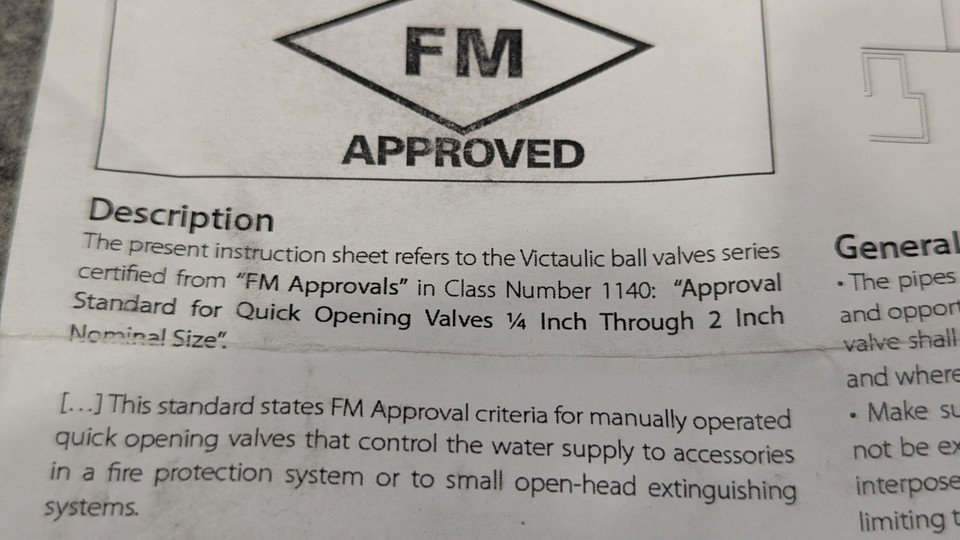 FM
APPROVED
Description
The present instruction sheet refers to the Victaulic ball valves series
certified from “FM Approvals” in Class Number 1140: “Approval
Standard for Quick Opening Valves ¼ Inch Through 2 Inch
Nominal Size”.
[…] This standard states FM Approval criteria for manually operated
quick opening valves that control the water supply to accessories
in a fire protection system or to small open-head extinguishing
systems.
General
• The pipes
and
valve shall
and where
• Make
not be
interpose
limiting